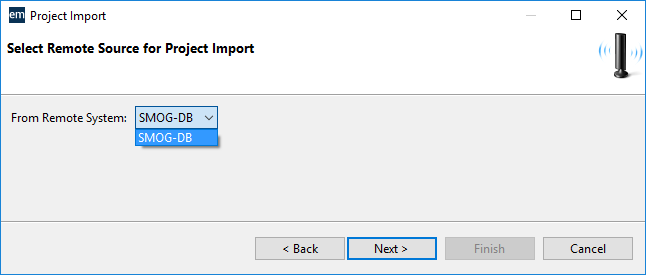 em Project Import
Select Remote Source for Project Import
From Remote System: SMOG-DB
SMOG-DB
< Back Next > Finish Cancel